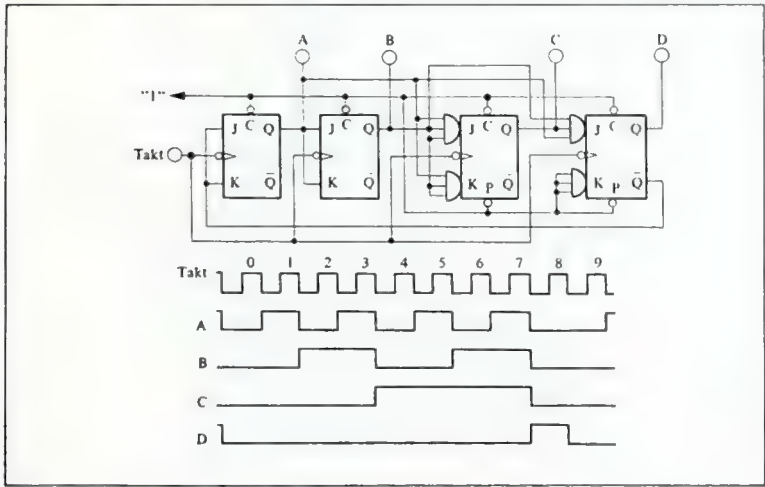 A B C D
"1"
J C Q J C Q J C Q J C Q
Takt
K Q̄ K Q̄ K P Q̄ K P Q̄
0 1 2 3 4 5 6 7 8 9
Takt
A
B
C
D